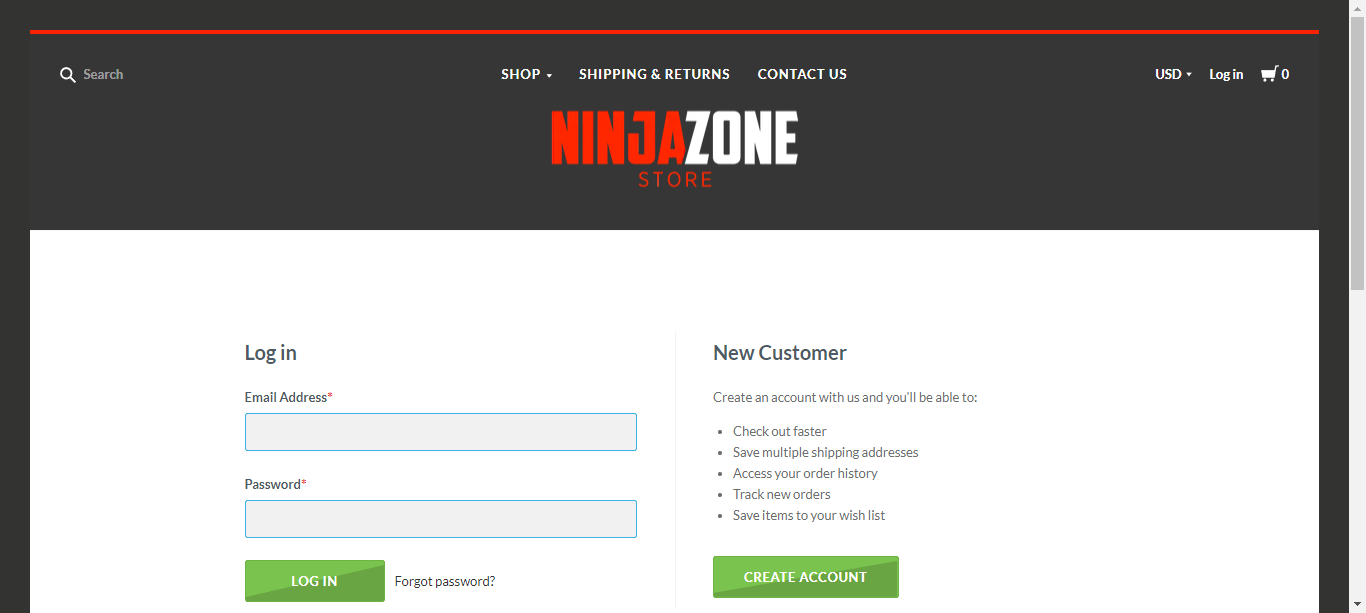 Search
SHOP
SHIPPING & RETURNS
CONTACT US
USD
Log in
0
NINJAZONE
STORE
Log in
Email Address*
Password*
LOG IN
Forgot password?
New Customer
Create an account with us and you'll be able to:
Check out faster
Save multiple shipping addresses
Access your order history
Track new orders
Save items to your wish list
CREATE ACCOUNT